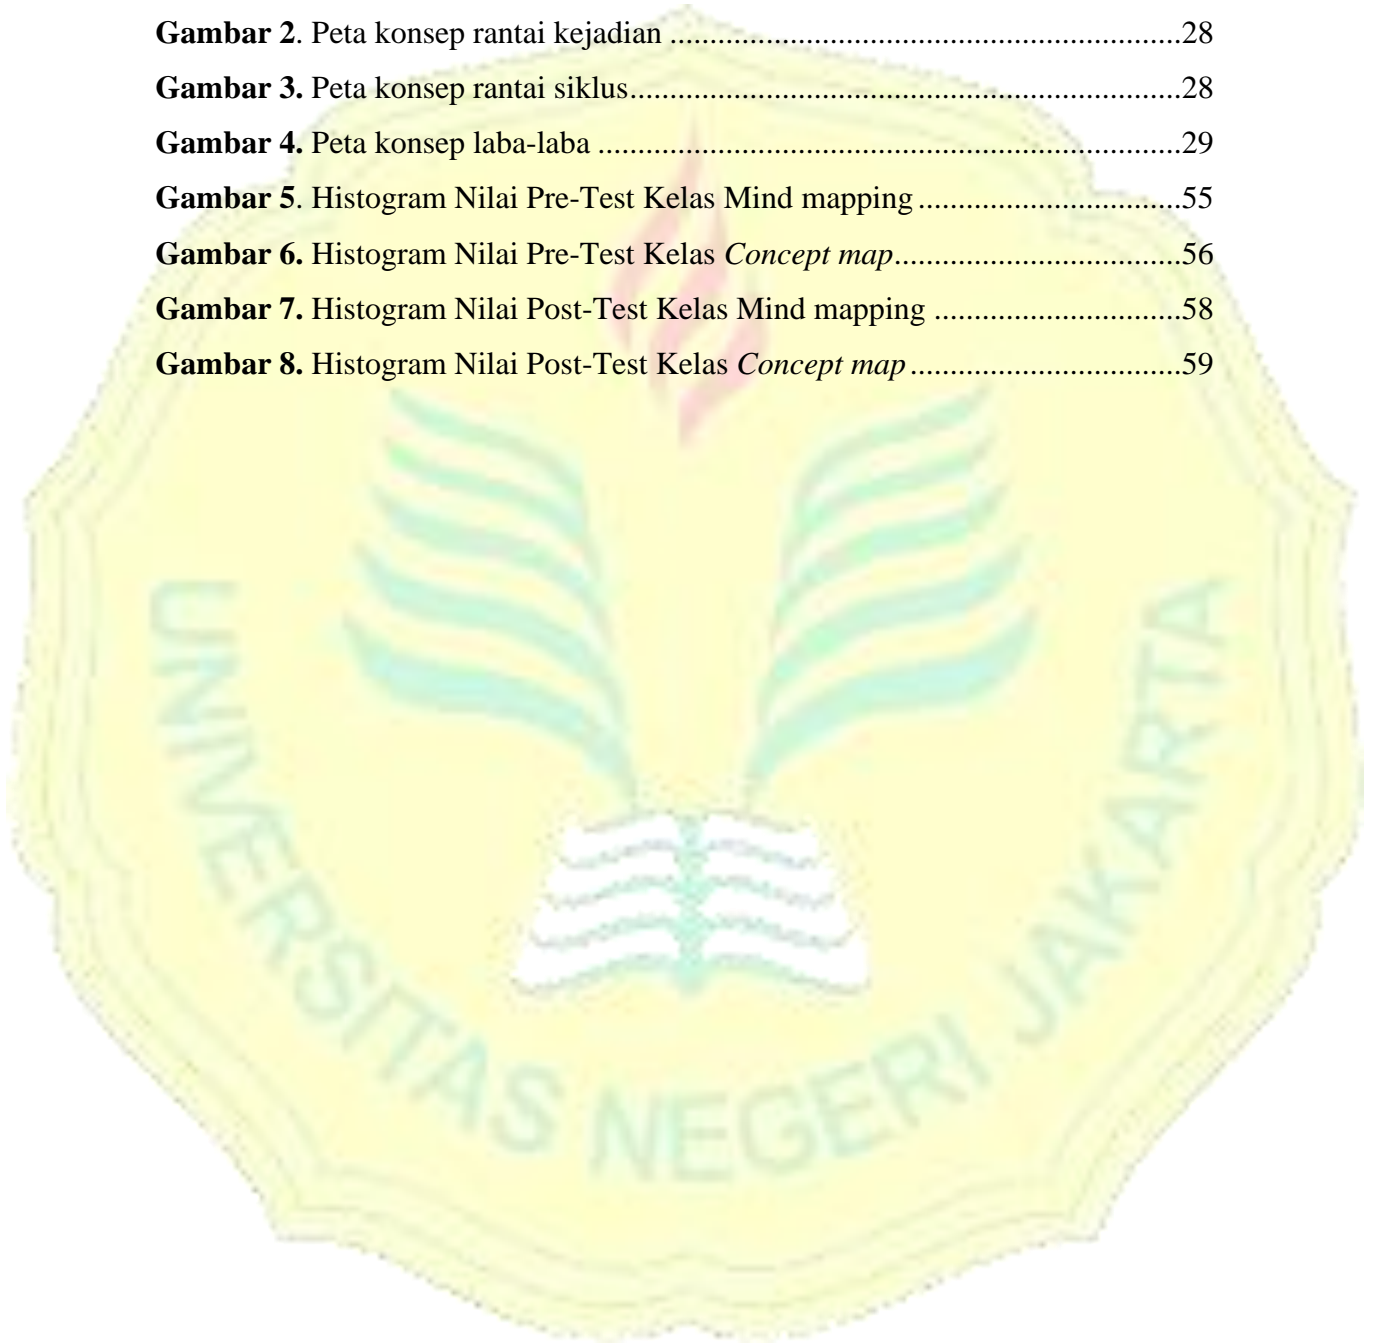 Gambar 2. Peta konsep rantai kejadian ................................................................28
Gambar 3. Peta konsep rantai siklus.....................................................................28
Gambar 4. Peta konsep laba-laba .........................................................................29
Gambar 5. Histogram Nilai Pre-Test Kelas Mind mapping.................................55
Gambar 6. Histogram Nilai Pre-Test Kelas Concept map....................................56
Gambar 7. Histogram Nilai Post-Test Kelas Mind mapping ...............................58
Gambar 8. Histogram Nilai Post-Test Kelas Concept map..................................59
UNIVERSITAS NEGERI JAKARTA